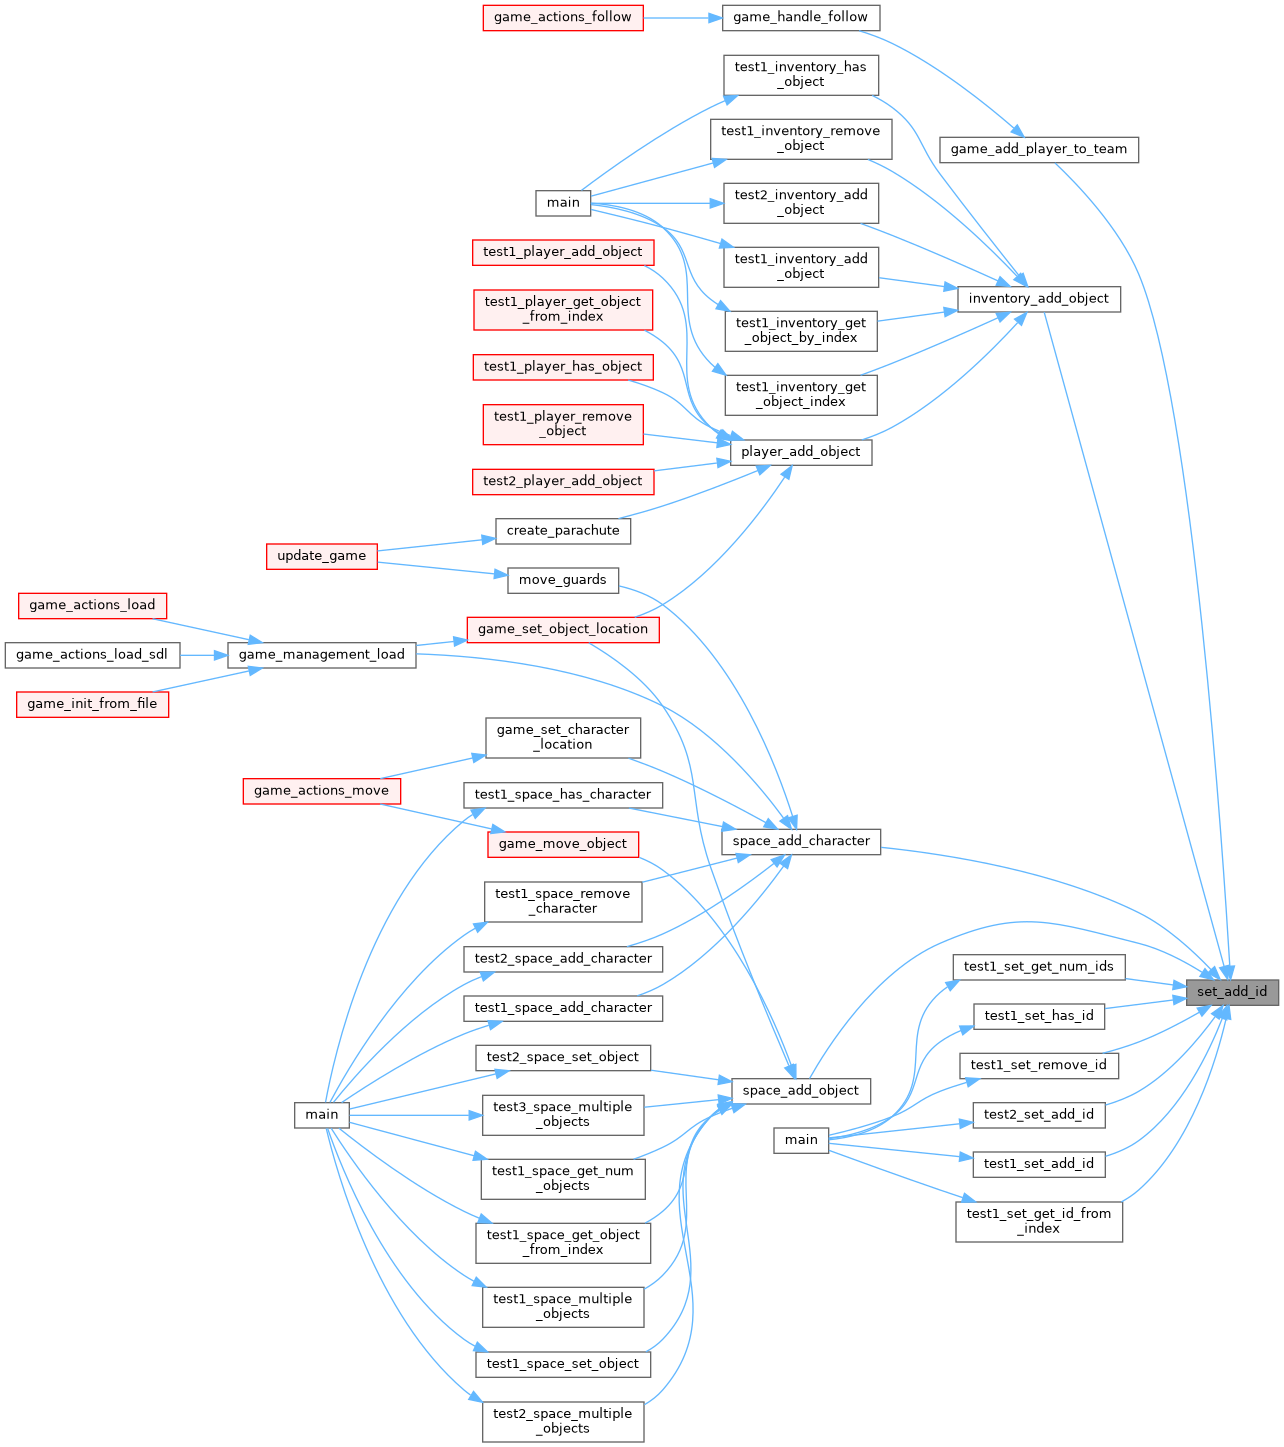 game_actions_follow
game_handle_follow
test1_inventory_has
_object
test1_inventory_remove
_object
game_add_player_to_team
main
test2_inventory_add
_object
test1_player_add_object
test1_inventory_add
_object
test1_player_get_object
_from_index
inventory_add_object
test1_inventory_get
_object_by_index
test1_player_has_object
test1_inventory_get
_object_index
test1_player_remove
_object
player_add_object
test2_player_add_object
create_parachute
update_game
move_guards
game_actions_load
game_set_object_location
game_actions_load_sdl
game_management_load
game_init_from_file
game_set_character
_location
game_actions_move
test1_space_has_character
game_move_object
space_add_character
test1_space_remove
_character
test2_space_add_character
test1_set_get_num_ids
set_add_id
test1_space_add_character
test1_set_has_id
test2_space_set_object
test1_set_remove_id
space_add_object
main
test3_space_multiple
_objects
test2_set_add_id
main
test1_space_get_num
_objects
test1_set_add_id
test1_set_get_id_from
_index
test1_space_get_object
_from_index
test1_space_multiple
_objects
test1_space_set_object
test2_space_multiple
_objects